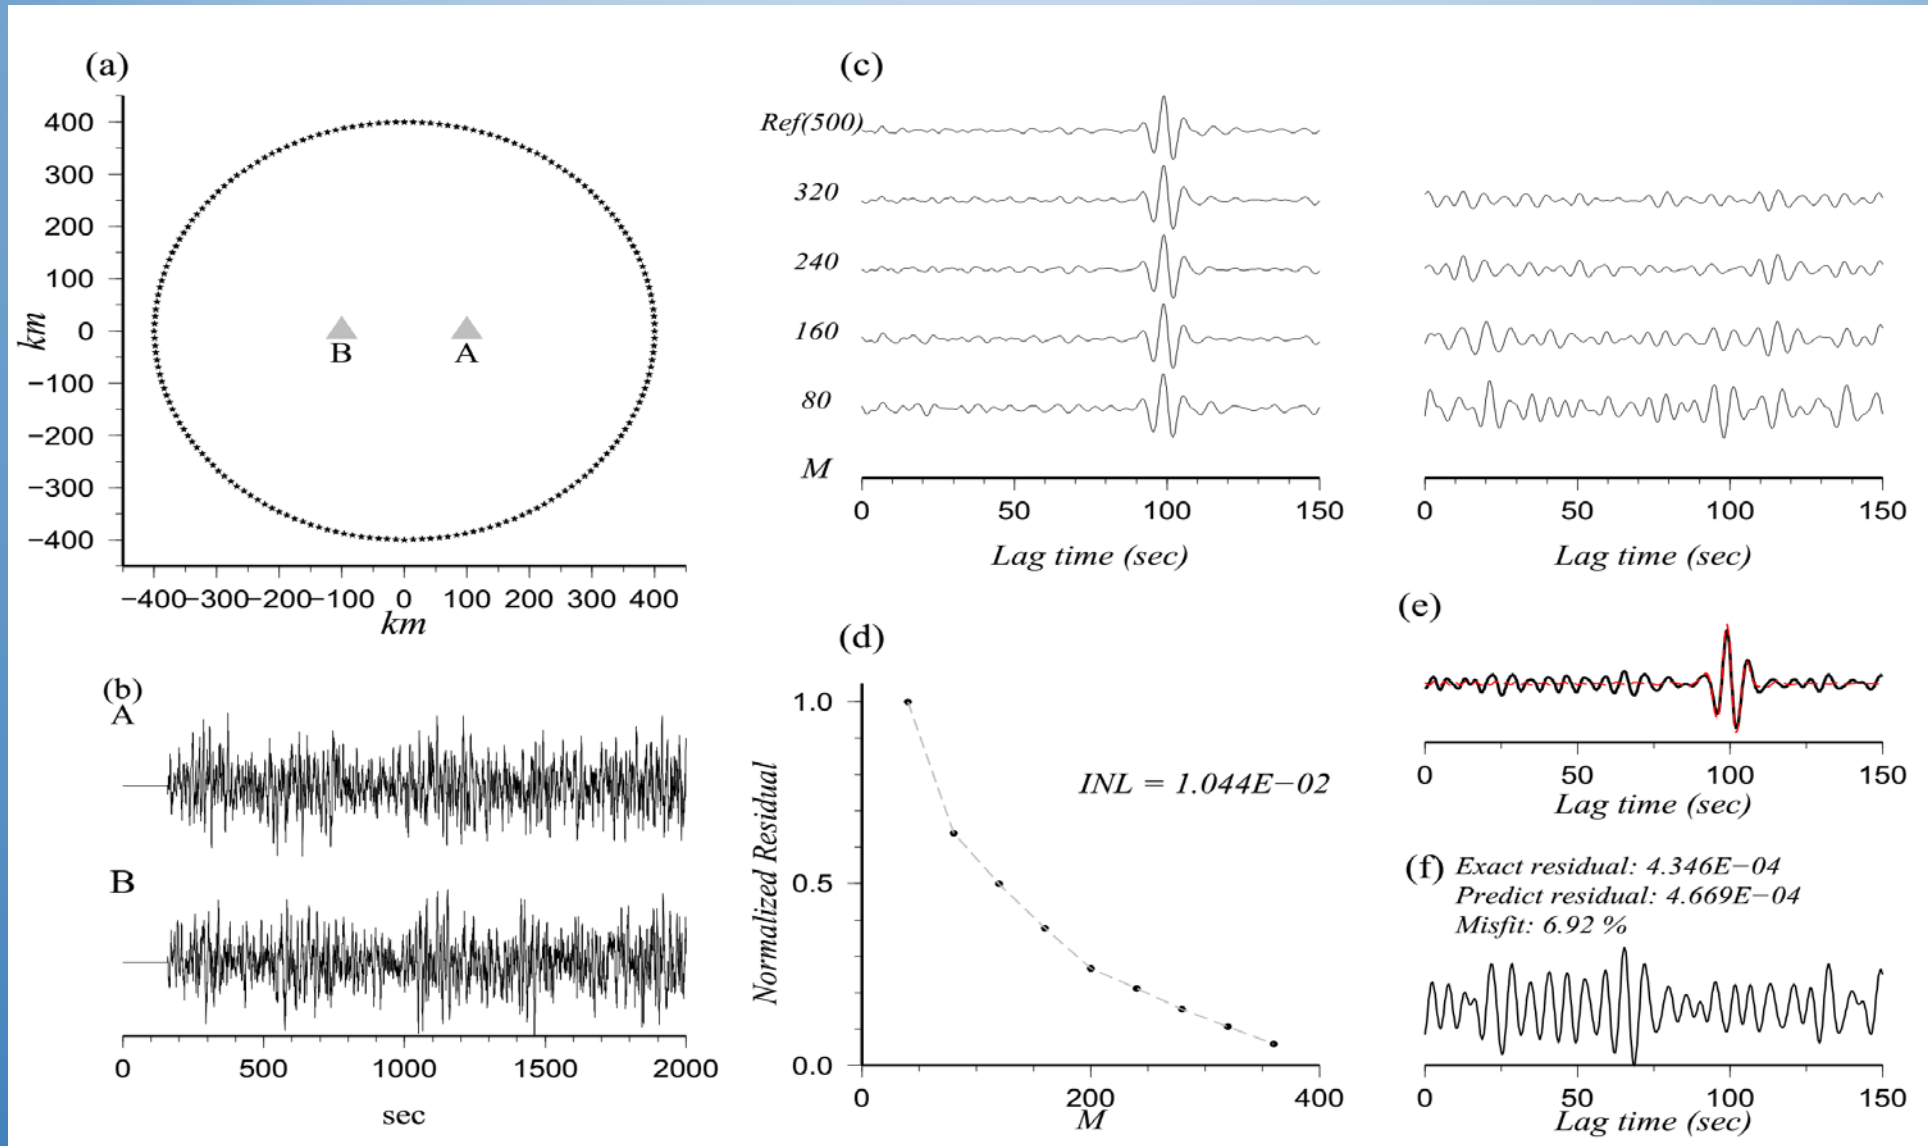 (a)
400
300
200
100
0
−100
−200
−300
−400
km
B
A
−400 −300 −200 −100 0 100 200 300 400
km
(b)
A
B
0 500 1000 1500 2000
sec
(c)
Ref(500)
320
240
160
80
M
0 50 100 150
Lag time (sec)
0 50 100 150
Lag time (sec)
(d)
1.0
0.5
0.0
Normalized Residual
INL = 1.044E−02
0 200 400
M
(e)
0 50 100 150
Lag time (sec)
(f) Exact residual: 4.346E−04
Predict residual: 4.669E−04
Misfit: 6.92 %
0 50 100 150
Lag time (sec)